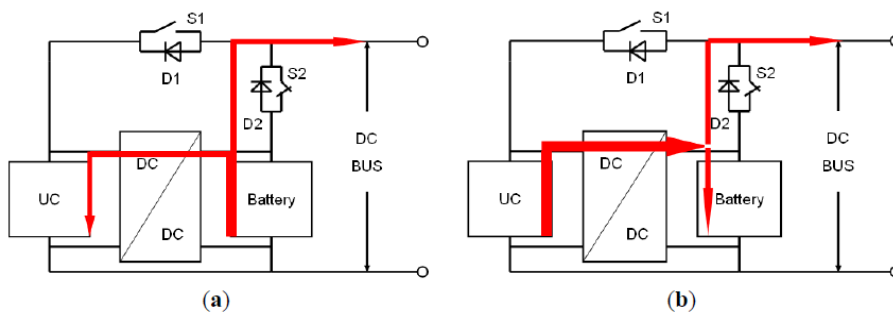 S1
D1
S2
D2
DC
BUS
UC
DC
DC
Battery
(a)
S1
D1
S2
D2
DC
BUS
UC
DC
DC
Battery
(b)